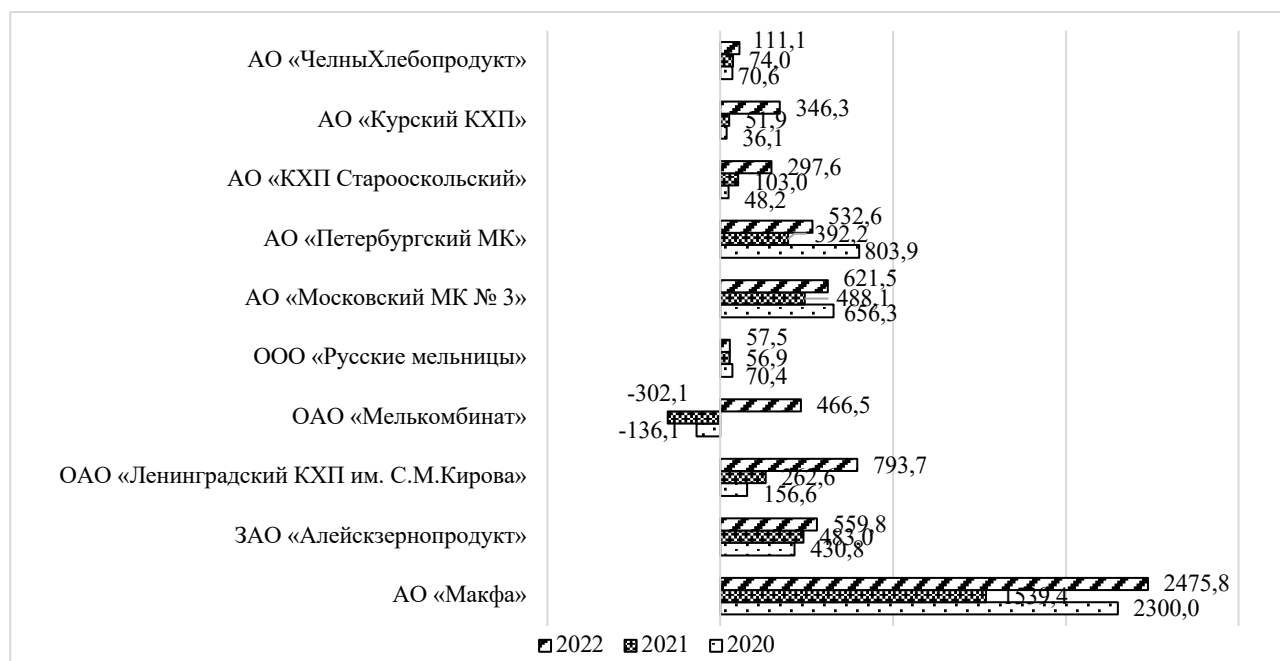 АО «ЧелныХлебопродукт»
111,1
74,0
70,6
АО «Курский КХП»
346,3
51,9
36,1
АО «КХП Старооскольский»
297,6
103,0
48,2
АО «Петербургский МК»
532,6
392,2
803,9
АО «Московский МК № 3»
621,5
488,1
656,3
ООО «Русские мельницы»
57,5
56,9
70,4
ОАО «Мелькомбинат»
466,5
-302,1
-136,1
ОАО «Ленинградский КХП им. С.М.Кирова»
793,7
262,6
156,6
ЗАО «Алейскзернопродукт»
559,8
483,0
430,8
АО «Макфа»
2475,8
1539,4
2300,0
2022 2021 2020